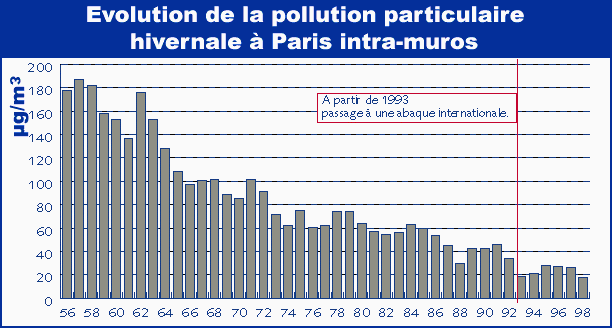 Evolution de la pollution particulaire
hivernale à Paris intra-muros
µg/m³
200
180
160
140
120
100
80
60
40
20
0
A partir de 1993
passage à une abaque internationale.
56 58 60 62 64 66 68 70 72 74 76 78 80 82 84 86 88 90 92 94 96 98